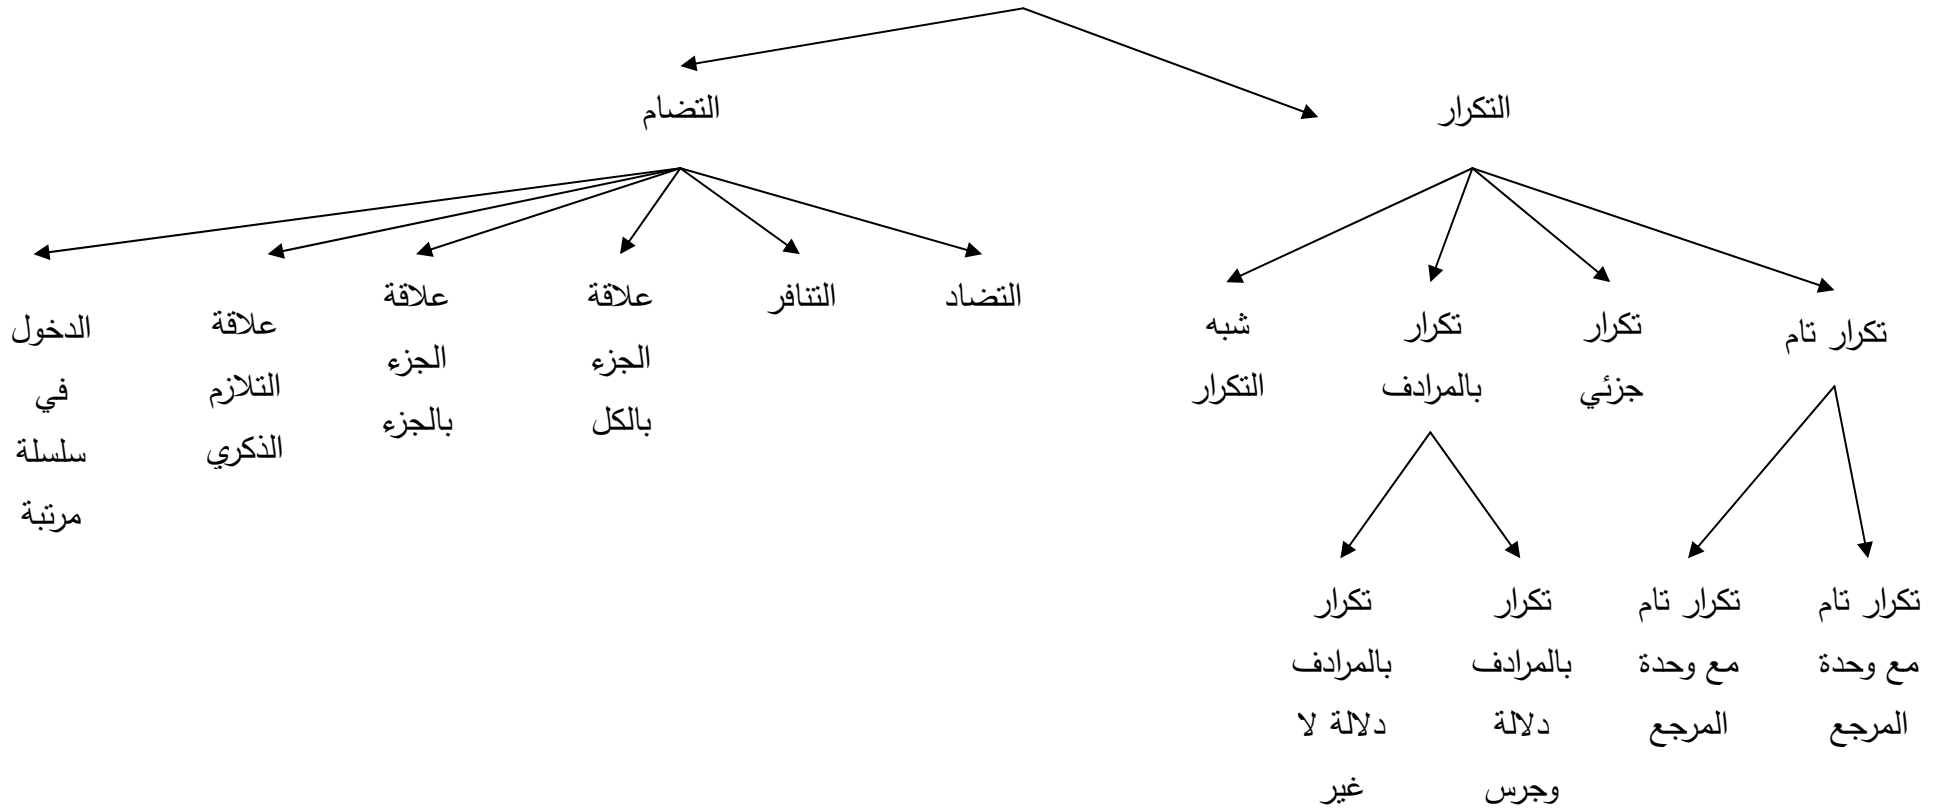 التكرار
التضام
تكرار تام
تكرار
جزئي
تكرار
بالمرادف
شبه
التكرار
التضاد
التنافر
علاقة
الجزء
بالكل
علاقة
الجزء
بالجزء
علاقة
التلازم
الذكري
الدخول
في
سلسلة
مرتبة
تكرار تام
مع وحدة
المرجع
تكرار تام
مع وحدة
المرجع
تكرار
بالمرادف
دلالة
وجرس
تكرار
بالمرادف
دلالة لا
غير